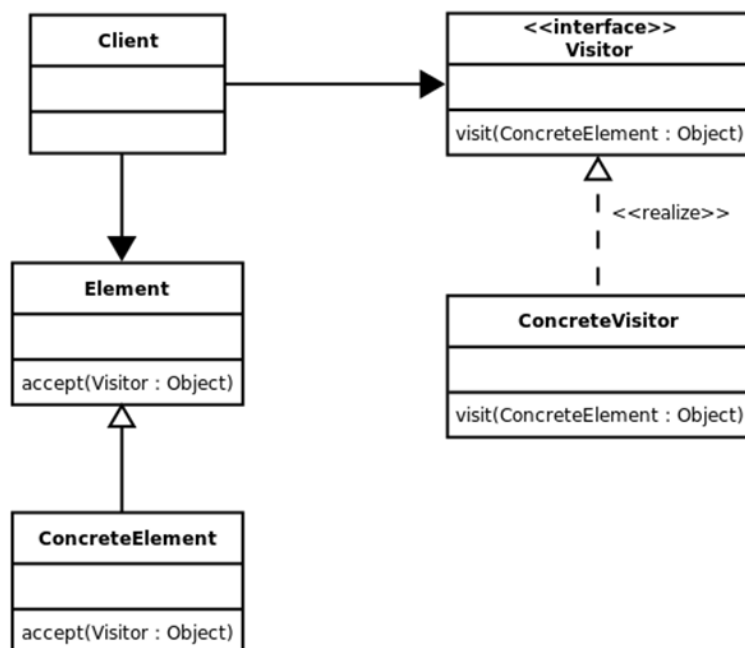 Client
<<interface>>
Visitor
visit(ConcreteElement : Object)
<<realize>>
Element
accept(Visitor : Object)
ConcreteVisitor
visit(ConcreteElement : Object)
ConcreteElement
accept(Visitor : Object)